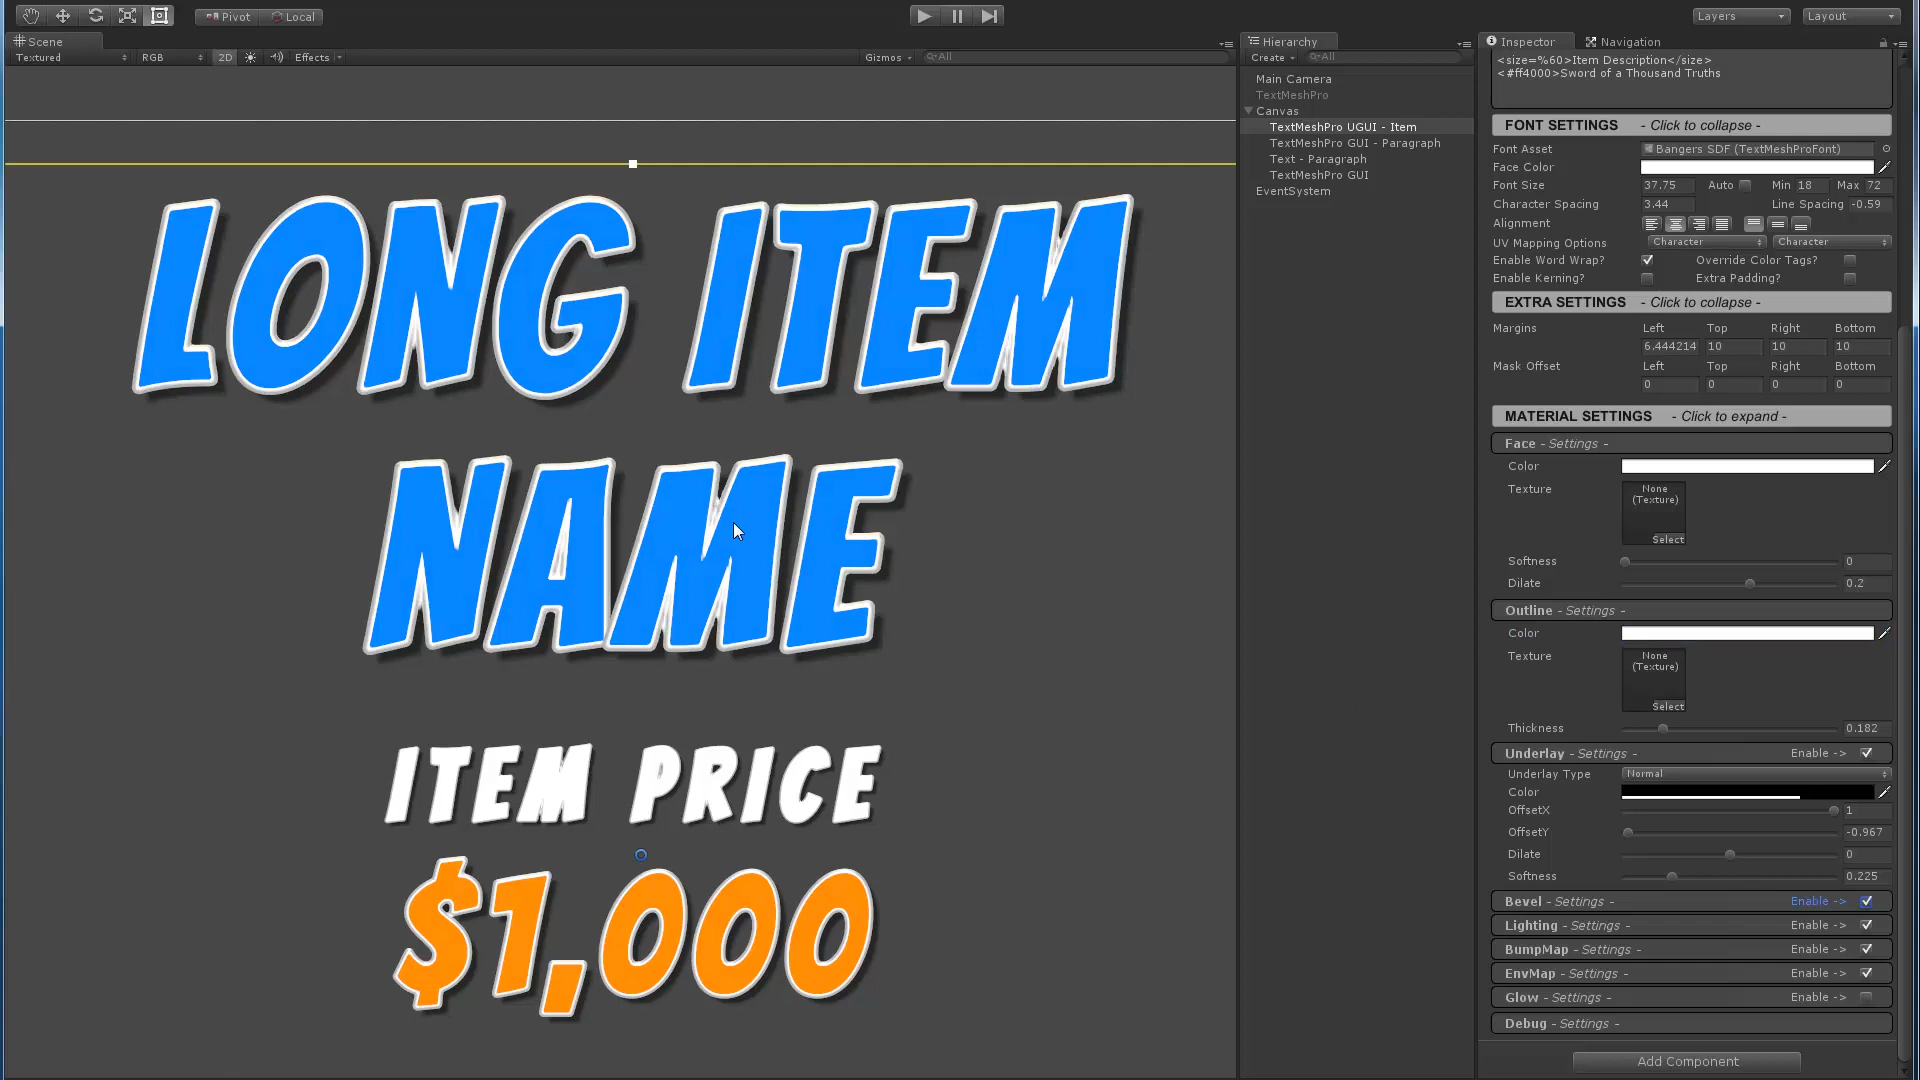 Pivot Local
Layers Layout
Scene
Textured RGB 2D Effects Gizmos All
Hierarchy
Create All
Main Camera
TextMeshPro
Canvas
TextMeshPro UGUI - Item
TextMeshPro GUI - Paragraph
Text - Paragraph
TextMeshPro GUI
EventSystem
LONG ITEM
NAME
ITEM PRICE
$1,000
Inspector Navigation
<size=%60>Item Description</size>
<#ff4000>Sword of a Thousand Truths
FONT SETTINGS - Click to collapse -
Font Asset Bangers SDF (TextMeshProFont)
Face Color
Font Size 37.75 Auto Min 18 Max 72
Character Spacing 3.44 Line Spacing -0.59
Alignment
UV Mapping Options Character Character
Enable Word Wrap? Override Color Tags?
Enable Kerning? Extra Padding?
EXTRA SETTINGS - Click to collapse -
Margins Left Top Right Bottom
6.444214 10 10 10
Mask Offset Left Top Right Bottom
0 0 0 0
MATERIAL SETTINGS - Click to expand -
Face - Settings -
Color
Texture None
(Texture)
Select
Softness 0
Dilate 0.2
Outline - Settings -
Color
Texture None
(Texture)
Select
Thickness 0.182
Underlay - Settings - Enable ->
Underlay Type Normal
Color
OffsetX 1
OffsetY -0.967
Dilate 0
Softness 0.225
Bevel - Settings - Enable ->
Lighting - Settings - Enable ->
BumpMap - Settings - Enable ->
EnvMap - Settings - Enable ->
Glow - Settings - Enable ->
Debug - Settings -
Add Component